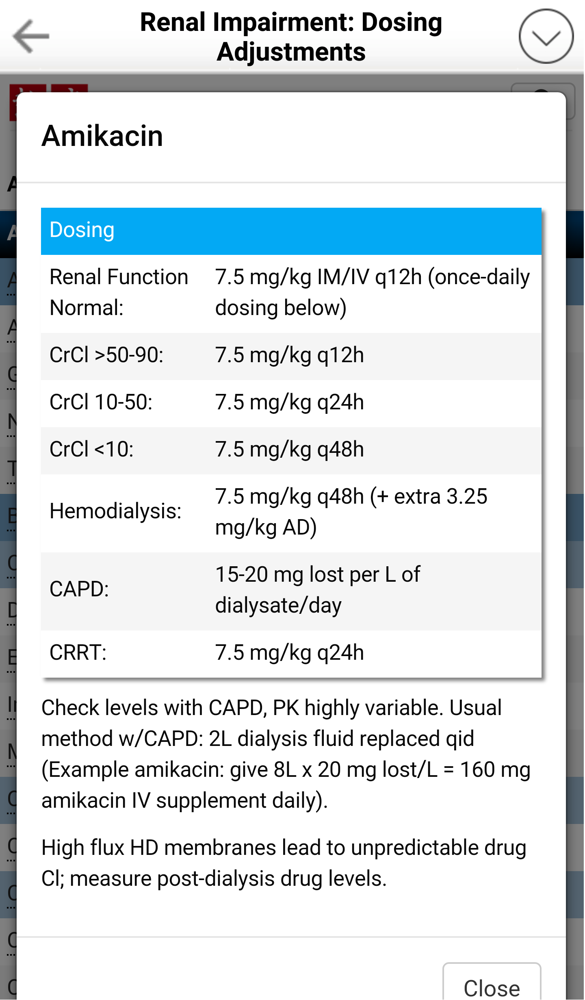 Renal Impairment: Dosing
Adjustments
Amikacin
Dosing
Renal Function Normal: 7.5 mg/kg IM/IV q12h (once-daily dosing below)
CrCl >50-90: 7.5 mg/kg q12h
CrCl 10-50: 7.5 mg/kg q24h
CrCl <10: 7.5 mg/kg q48h
Hemodialysis: 7.5 mg/kg q48h (+ extra 3.25 mg/kg AD)
CAPD: 15-20 mg lost per L of dialysate/day
CRRT: 7.5 mg/kg q24h
Check levels with CAPD, PK highly variable. Usual
method w/CAPD: 2L dialysis fluid replaced qid
(Example amikacin: give 8L x 20 mg lost/L = 160 mg
amikacin IV supplement daily).
High flux HD membranes lead to unpredictable drug
Cl; measure post-dialysis drug levels.
Close